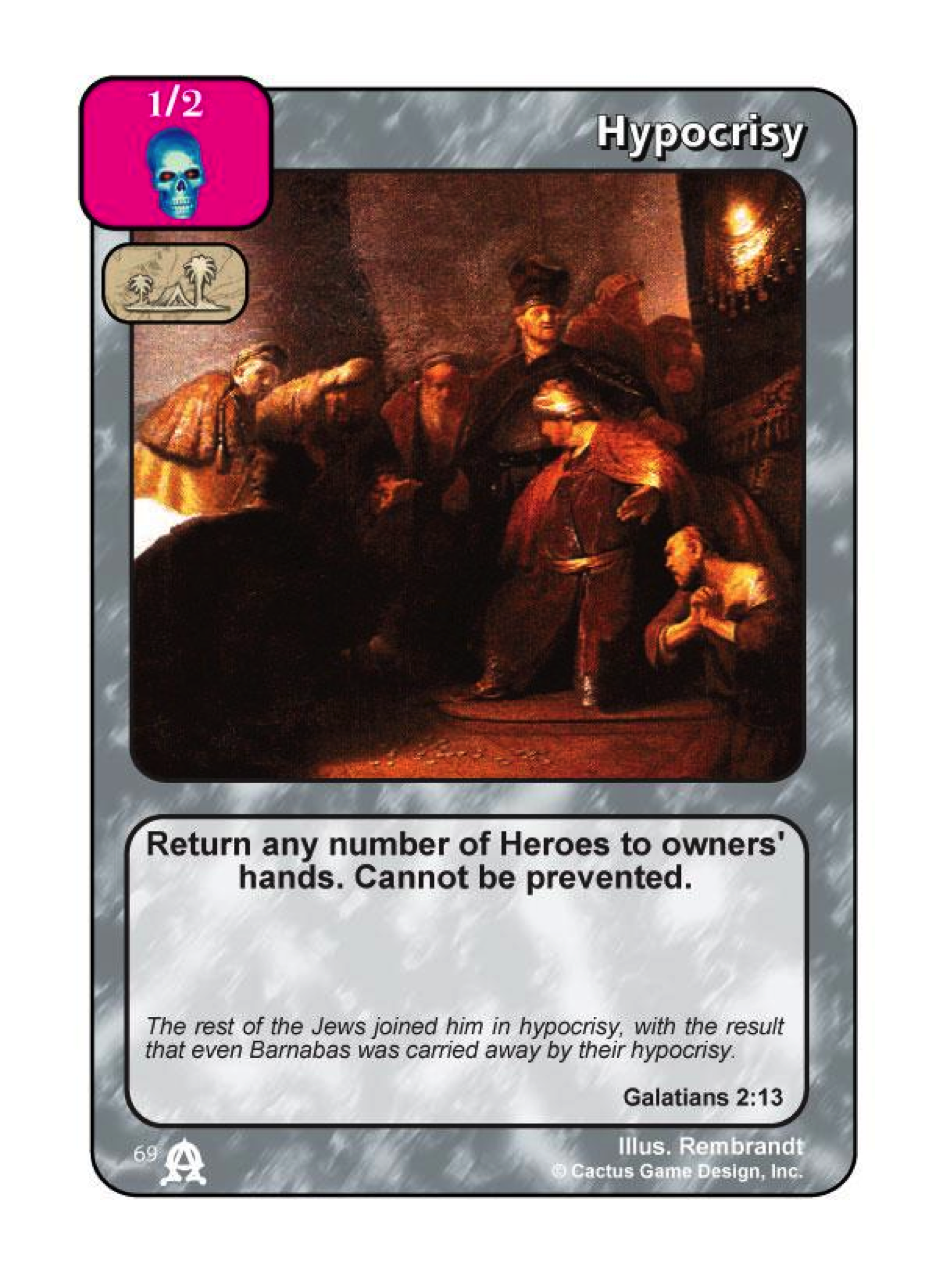 1/2
Hypocrisy
Return any number of Heroes to owners'
hands. Cannot be prevented.
The rest of the Jews joined him in hypocrisy, with the result
that even Barnabas was carried away by their hypocrisy.
Galatians 2:13
69
Illus. Rembrandt
© Cactus Game Design, Inc.